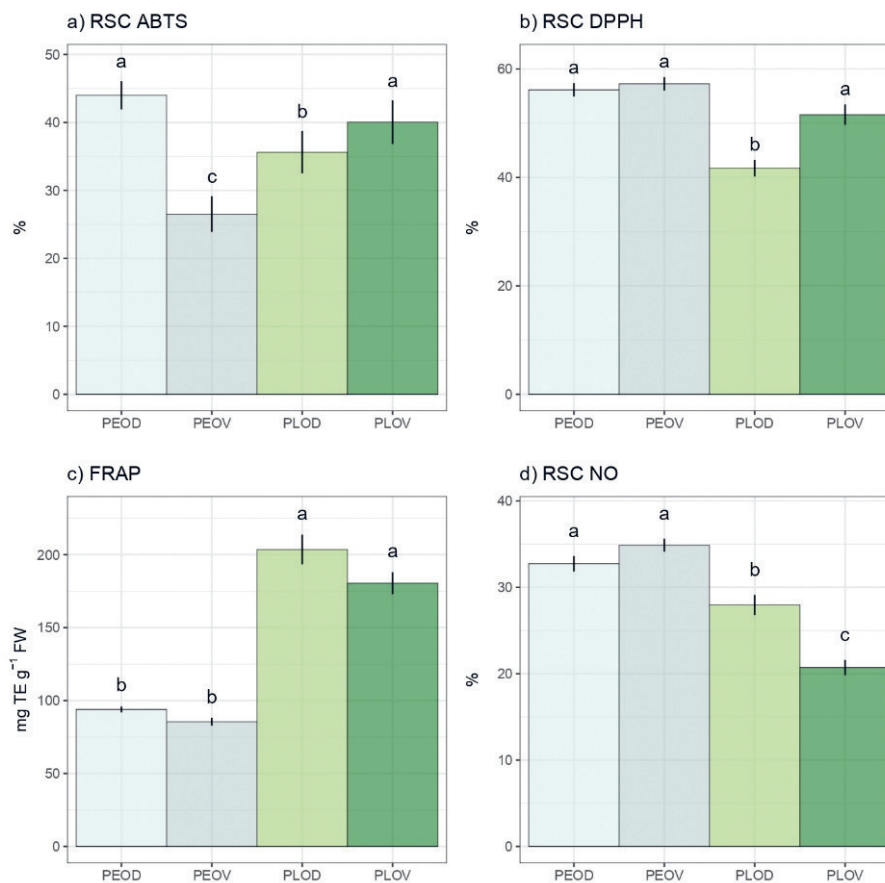 a) RSC ABTS
50
40
30
20
10
0
%
a
c
b
a
PEOD PEOV PLOD PLOV
b) RSC DPPH
60
40
20
0
%
a
a
b
a
PEOD PEOV PLOD PLOV
c) FRAP
200
150
100
50
0
mg TE g⁻¹ FW
b
b
a
a
PEOD PEOV PLOD PLOV
d) RSC NO
40
30
20
10
0
%
a
a
b
c
PEOD PEOV PLOD PLOV